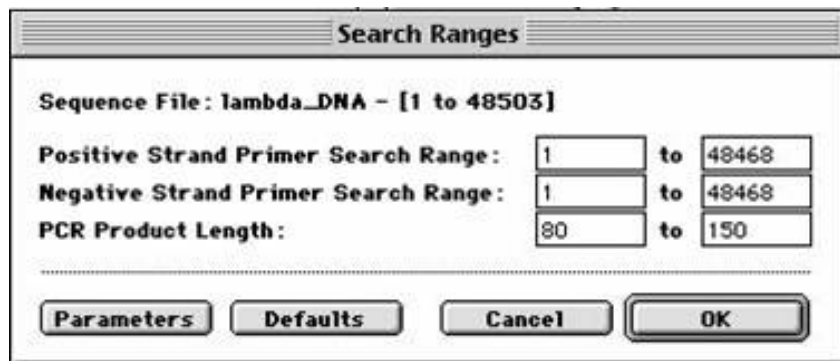 Search Ranges
Sequence File: lambda_DNA - [1 to 48503]
Positive Strand Primer Search Range: 1 to 48468
Negative Strand Primer Search Range: 1 to 48468
PCR Product Length: 80 to 150
Parameters Defaults Cancel OK